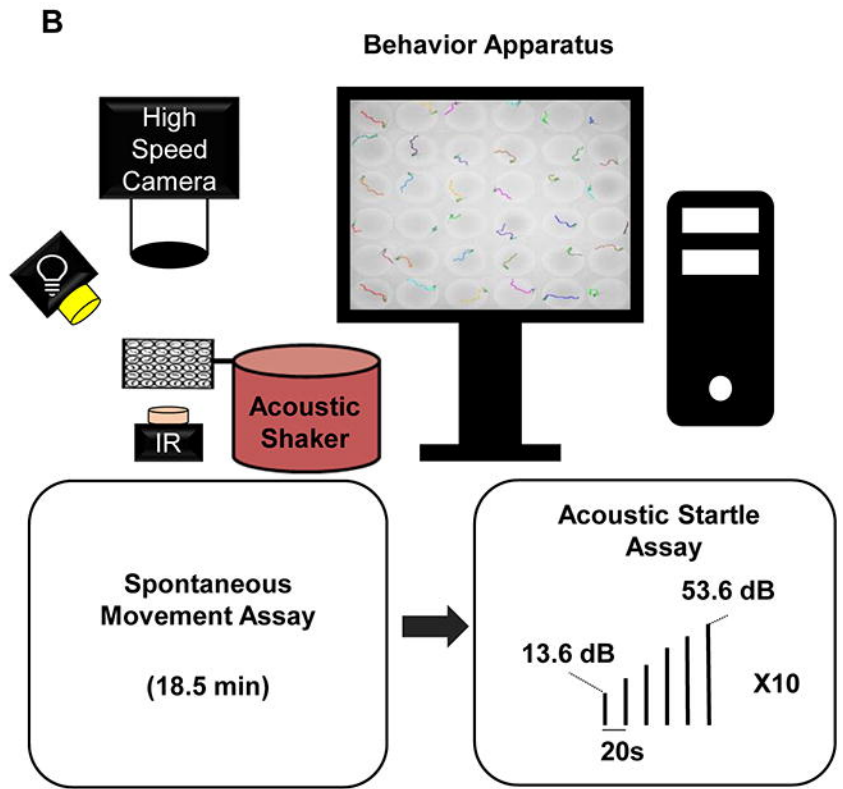 B
Behavior Apparatus
High
Speed
Camera
IR
Acoustic
Shaker
Spontaneous
Movement Assay
(18.5 min)
Acoustic Startle
Assay
53.6 dB
13.6 dB
X10
20s